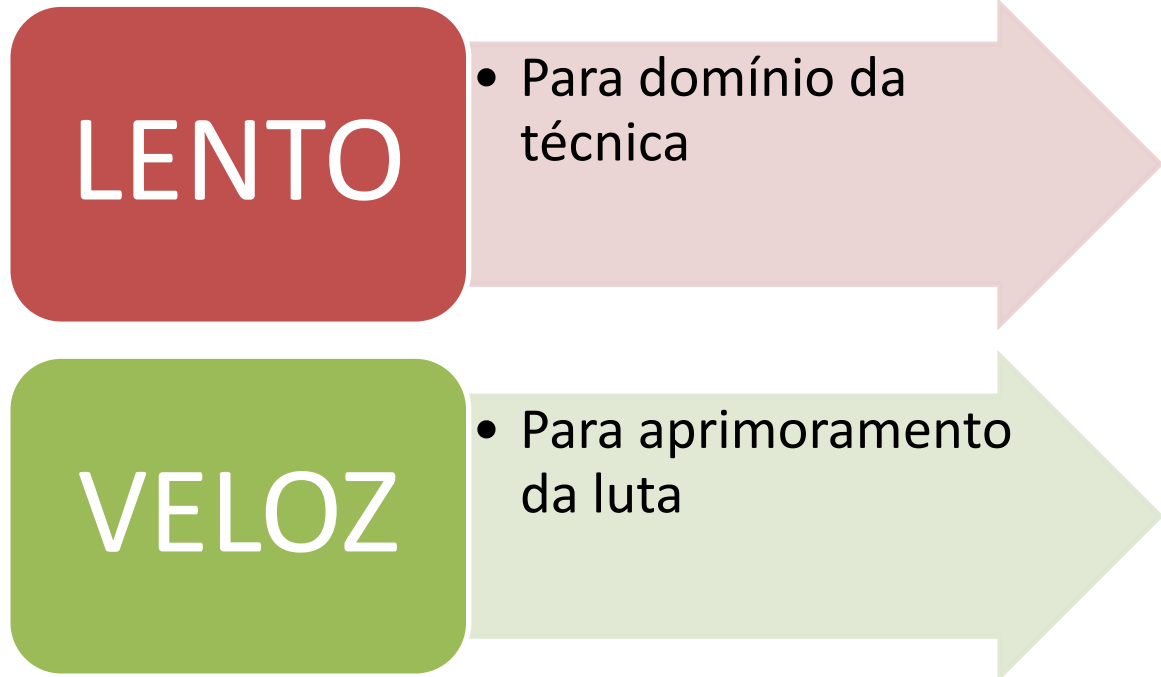 LENTO
• Para domínio da
técnica
VELOZ
• Para aprimoramento
da luta